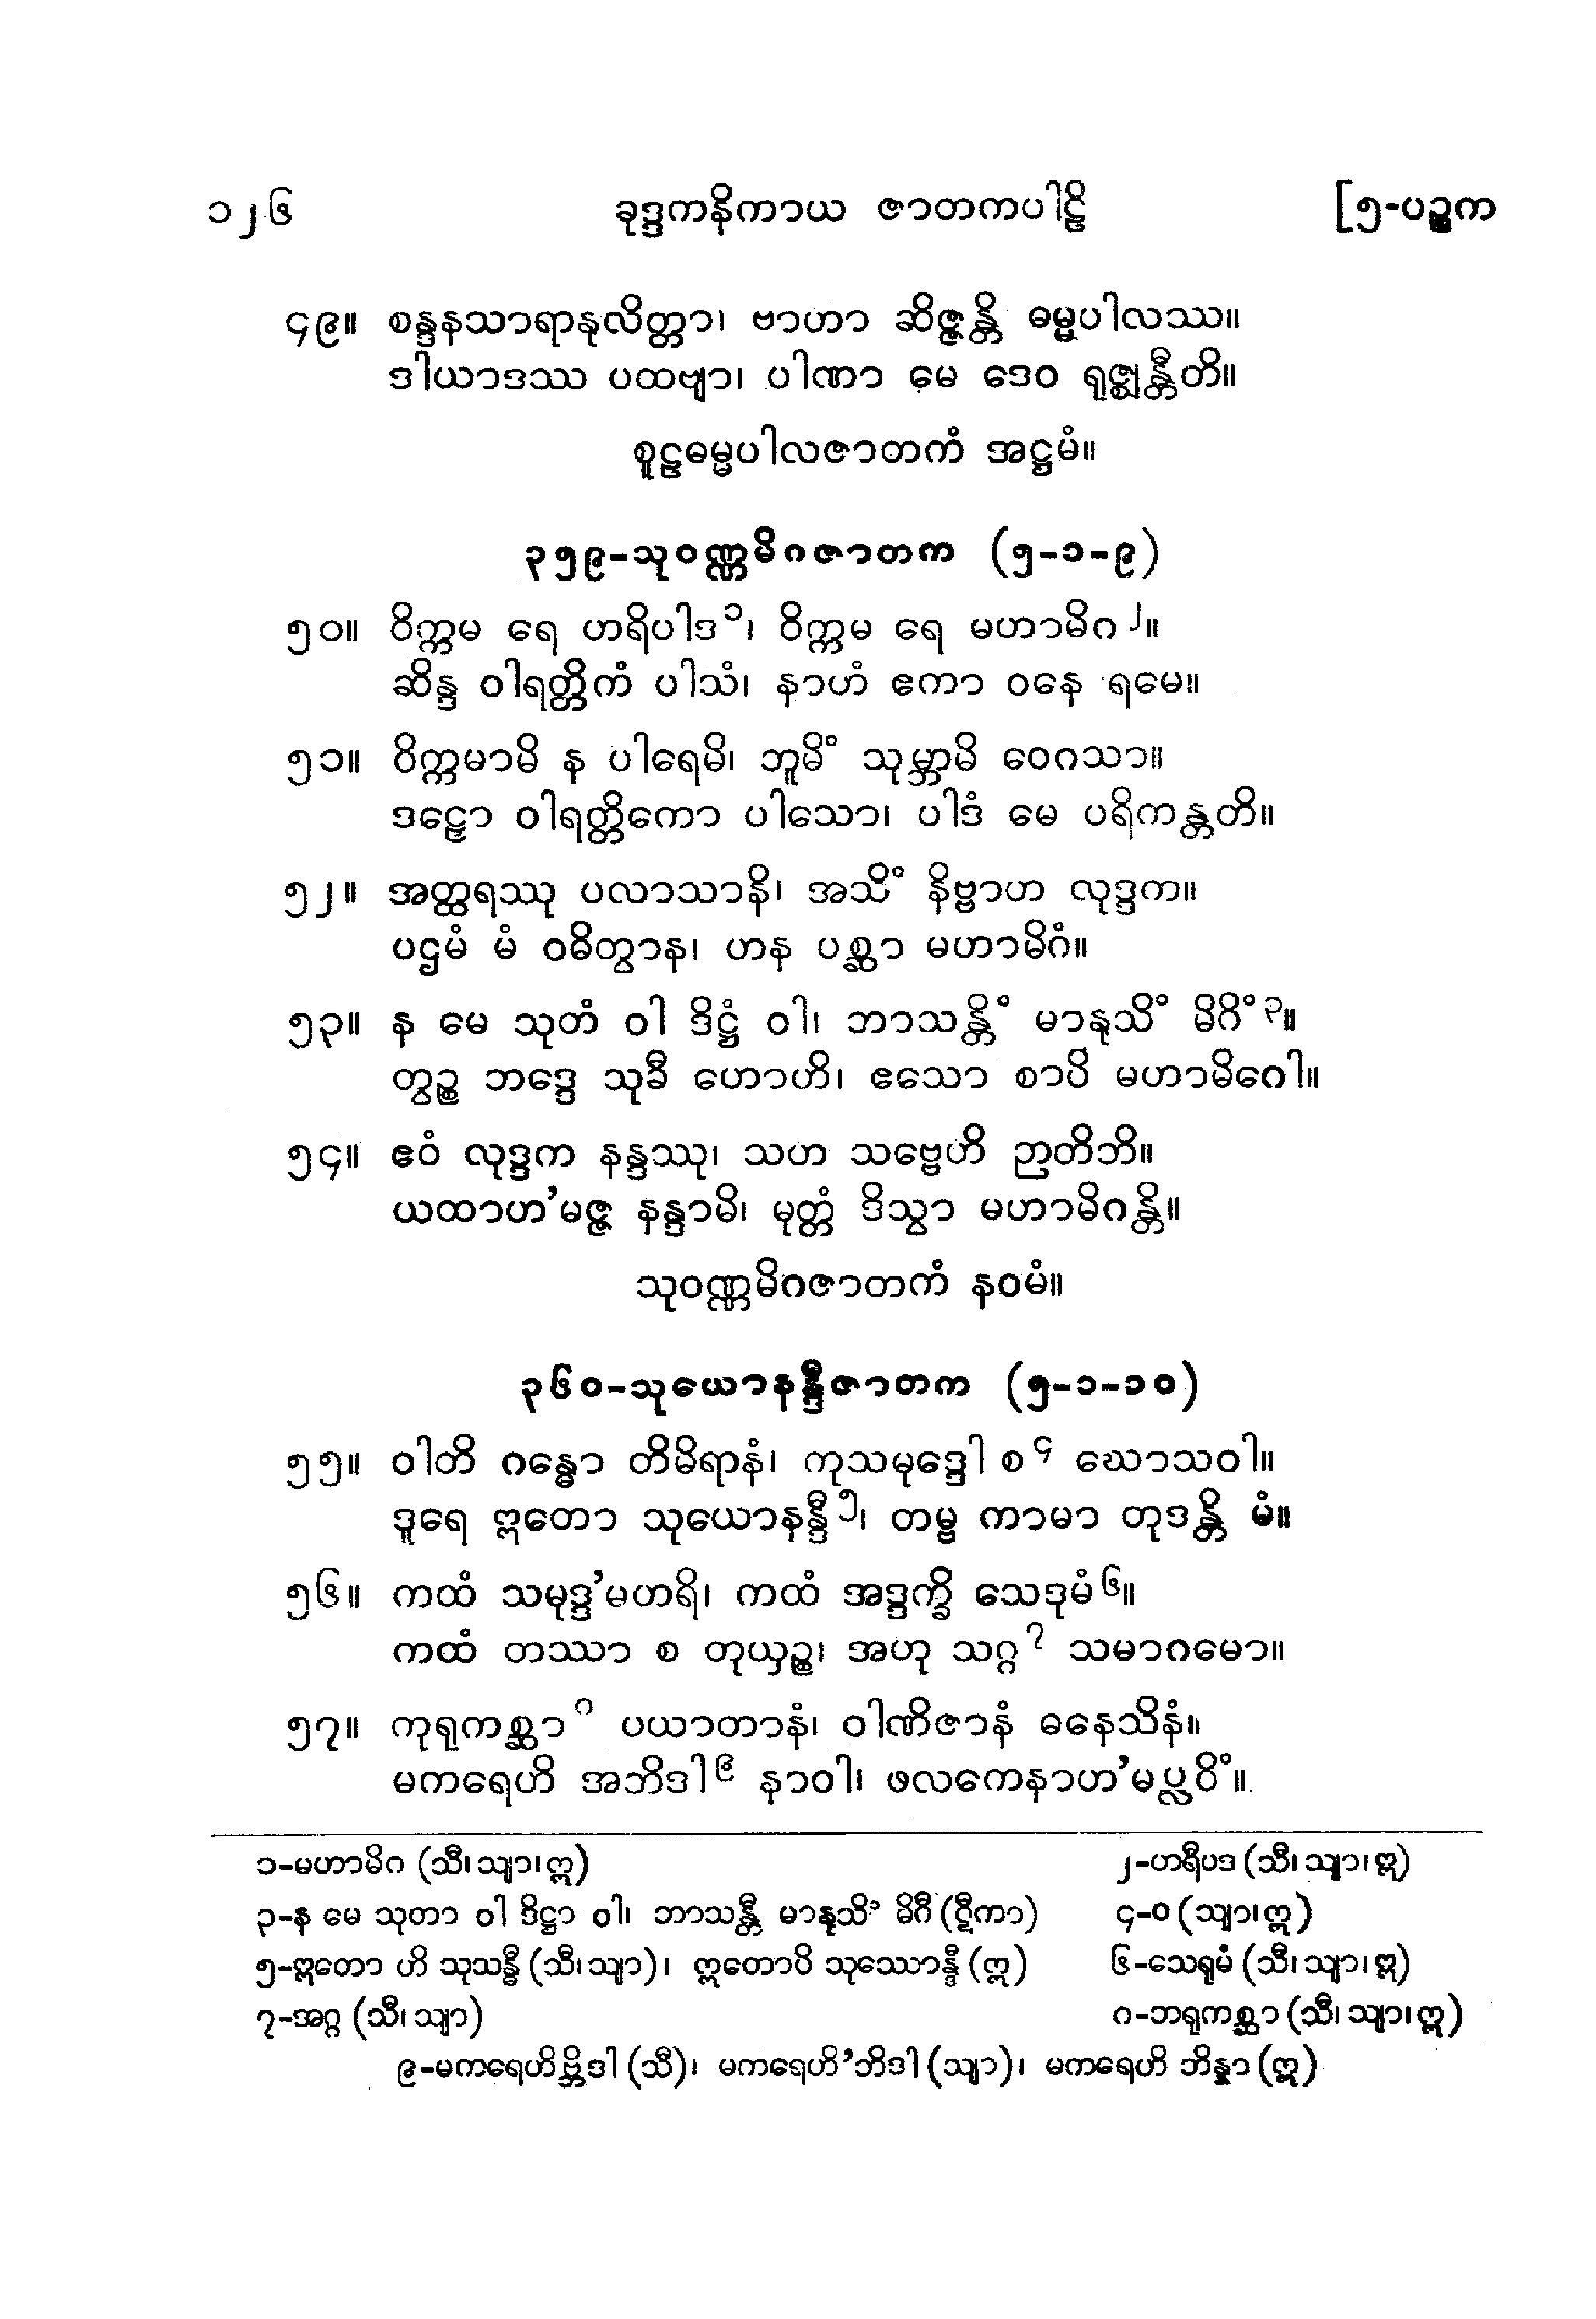 ၁၂၆ ခုဒ္ဒကနိကာယ ဇာတကပါဠိ [၅-ပဉ္စက
၄၉။ စန္ဒနသာရာနုလိတ္တာ၊ ဗာဟာ ဆိဇ္ဇန္တိ ဓမ္မပါလဿ။
ဒါယာဒဿ ပထဗျာ၊ ပါဏာ မေ ဒေဝ ရုဇ္ဈန္တီတိ။
စူဠဓမ္မပါလဇာတကံ အဋ္ဌမံ။
၃၅၉-သုဝဏ္ဏမိဂဇာတက (၅-၁-၉)
၅၀။ ဝိက္ကမ ရေ ဟရိပါဒ၁၊ ဝိက္ကမ ရေ မဟာမိဂ၂။
ဆိန္ဒ ဝါရတ္တိကံ ပါသံ၊ နာဟံ ဧကာ ဝနေ ရမေ။
၅၁။ ဝိက္ကမာမိ န ပါရေမိ၊ ဘူမိံ သုမ္ဘာမိ ဝေဂသာ။
ဒဠှော ဝါရတ္တိကော ပါသော၊ ပါဒံ မေ ပရိကန္တတိ။
၅၂။ အတ္ထရဿု ပလာသာနိ၊ အသိံ နိဗ္ဗာဟ လုဒ္ဒက။
ပဌမံ မံ ဝဓိတွာန၊ ဟန ပစ္ဆာ မဟာမိဂံ။
၅၃။ န မေ သုတံ ဝါ ဒိဋ္ဌံ ဝါ၊ ဘာသန္တိံ မာနုသိံ မိဂိံ၃။
တွဉ္စ ဘဒ္ဒေ သုခီ ဟောဟိ၊ ဧသော စာပိ မဟာမိဂေါ။
၅၄။ ဧဝံ လုဒ္ဒက နန္ဒဿု၊ သဟ သဗ္ဗေဟိ ဉာတိဘိ။
ယထာဟ’မဇ္ဇ နန္ဒာမိ၊ မုတ္တံ ဒိသွာ မဟာမိဂန္တိ။
သုဝဏ္ဏမိဂဇာတကံ နဝမံ။
၃၆၀-သုယောနန္ဒီဇာတက (၅-၁-၁၀)
၅၅။ ဝါတိ ဂန္ဓော တိမိရာနံ၊ ကုသမုဒ္ဒေါ စ၄ ဃောသဝါ။
ဒူရေ ဣတော သုယောနန္ဒီ၅၊ တမ္ဗ ကာမာ တုဒန္တိ မံ။
၅၆။ ကထံ သမုဒ္ဒ’မတရိ၊ ကထံ အဒ္ဒက္ခိ သေဒုမံ၆။
ကထံ တဿာ စ တုယှဉ္စ၊ အဟု သဂ္ဂ၇ သမာဂမော။
၅၇။ ကုရုကစ္ဆာ၈ ပယာတာနံ၊ ဝါဏိဇာနံ ဓနေသိနံ။
မကရေဟိ အဘိဒါ၉ နာဝါ၊ ဖလကေနာဟ’မပ္လဝိံ။
၁-မဟာမိဂ (သီ၊ သျာ၊ ဣ) ၂-ဟရီပဒ (သီ၊ သျာ၊ ဣ)
၃-န မေ သုတာ ဝါ ဒိဋ္ဌာ ဝါ၊ ဘာသန္တီ မာနုသိံ မိဂီ (ဋီကာ) ၄-ဝ (သျာ၊ ဣ)
၅-ဣတော ဟိ သုသန္ဓီ (သီ၊ သျာ)၊ ဣတောပိ သုဿောန္ဒီ (ဣ) ၆-သေရုမံ (သီ၊ သျာ၊ ဣ)
၇-အဂ္ဂ (သီ၊ သျာ) ၈-ဘရုကစ္ဆာ (သီ၊ သျာ၊ ဣ)
၉-မကရေဟိဗ္ဘိဒါ (သီ)၊ မကရေဟိ’ဘိဒါ (သျာ)၊ မကရေဟိ ဘိန္နာ (ဣ)